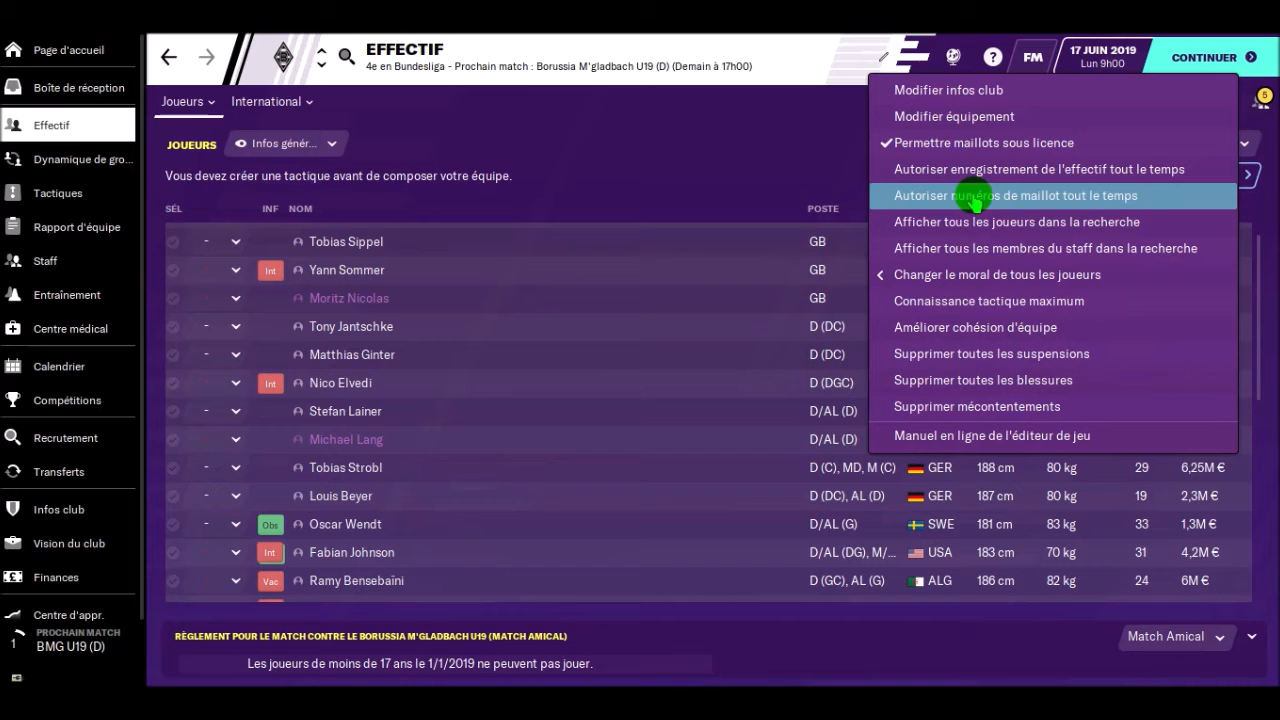 Page d'accueil
Boîte de réception
Effectif
Dynamique de gro...
Tactiques
Rapport d'équipe
Staff
Entraînement
Centre médical
Calendrier
Compétitions
Recrutement
Transferts
Infos club
Vision du club
Finances
Centre d'appr.
1 PROCHAIN MATCH
BMG U19 (D)
EFFECTIF
4e en Bundesliga - Prochain match : Borussia M'gladbach U19 (D) (Demain à 17h00)
? FM
17 JUIN 2019
Lun 9h00
CONTINUER
5
Joueurs International
JOUEURS Infos génér...
Vous devez créer une tactique avant de composer votre équipe.
SÉL INF NOM POSTE
- Tobias Sippel GB
- Int Yann Sommer GB
- Moritz Nicolas GB
- Tony Jantschke D (DC)
- Matthias Ginter D (DC)
- Int Nico Elvedi D (DGC)
- Stefan Lainer D/AL (D)
- Michael Lang D/AL (D)
- Tobias Strobl D (C), MD, M (C) GER 188 cm 80 kg 29 6,25M €
- Louis Beyer D (DC), AL (D) GER 187 cm 80 kg 19 2,3M €
- Obs Oscar Wendt D/AL (G) SWE 181 cm 83 kg 33 1,3M €
- Int Fabian Johnson D/AL (DG), M/... USA 183 cm 70 kg 31 4,2M €
Vac Ramy Bensebaïni D (GC), AL (G) ALG 186 cm 82 kg 24 6M €
Modifier infos club
Modifier équipement
Permettre maillots sous licence
Autoriser enregistrement de l'effectif tout le temps
Autoriser numéros de maillot tout le temps
Afficher tous les joueurs dans la recherche
Afficher tous les membres du staff dans la recherche
Changer le moral de tous les joueurs
Connaissance tactique maximum
Améliorer cohésion d'équipe
Supprimer toutes les suspensions
Supprimer toutes les blessures
Supprimer mécontentements
Manuel en ligne de l'éditeur de jeu
RÈGLEMENT POUR LE MATCH CONTRE LE BORUSSIA M'GLADBACH U19 (MATCH AMICAL)
Match Amical
Les joueurs de moins de 17 ans le 1/1/2019 ne peuvent pas jouer.